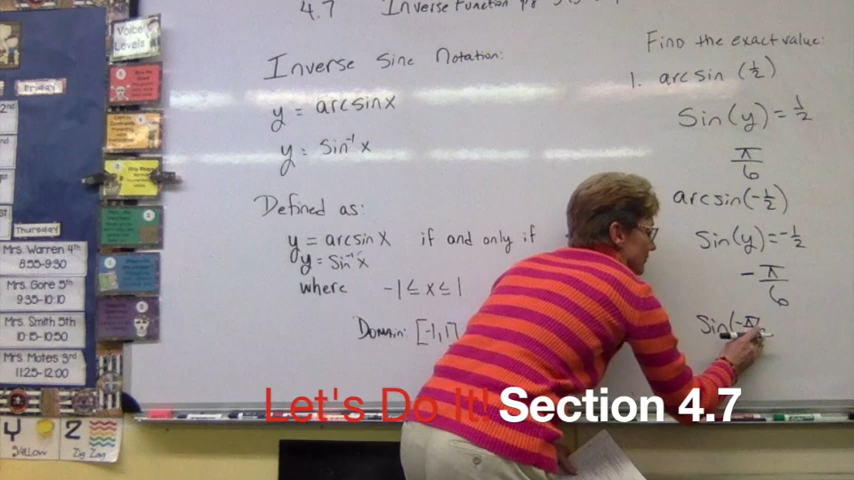 4.7 Inverse Function
Inverse Sine Notation:
y = arcsin x
y = sin⁻¹ x
Defined as:
y = arcsin x if and only if
y = Sin⁻¹ x
where -1 ≤ x ≤ 1
Domain: [-1, 1]
Find the exact value:
1. arcsin (1/2)
Sin(y) = 1/2
π/6
arcsin(-1/2)
Sin(y) = -1/2
-π/6
Sin(-π
Voice
Levels
Friday
2nd
Thursday
Mrs. Warren 4th
8:55-9:30
Mrs. Gore 5th
9:35-10:10
Mrs. Smith 5th
10:15-10:50
Mrs. Motes 3rd
11:25-12:00
Yellow
Z
Zig Zag
Let's Do It! Section 4.7